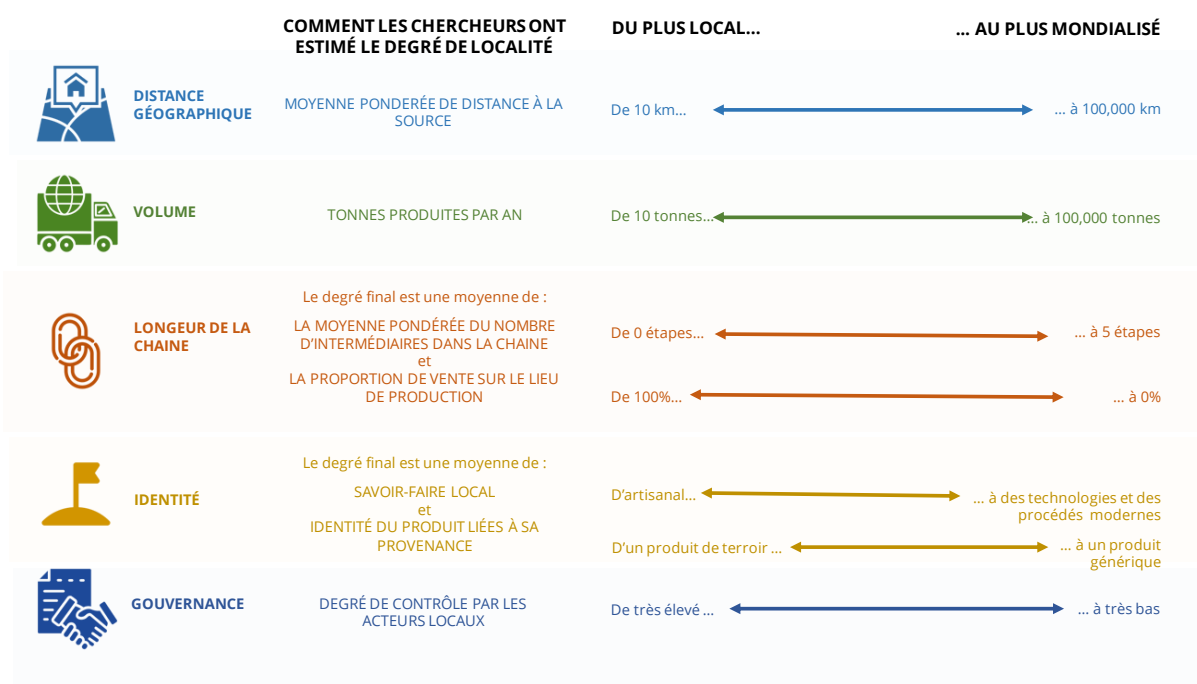 COMMENT LES CHERCHEURS ONT
ESTIMÉ LE DEGRÉ DE LOCALITÉ
DU PLUS LOCAL…
… AU PLUS MONDIALISÉ
DISTANCE
GÉOGRAPHIQUE
MOYENNE PONDERÉE DE DISTANCE À LA
SOURCE
De 10 km…
… à 100,000 km
VOLUME
TONNES PRODUITES PAR AN
De 10 tonnes…
… à 100,000 tonnes
LONGEUR DE LA
CHAINE
Le degré final est une moyenne de :
LA MOYENNE PONDÉRÉE DU NOMBRE
D’INTERMÉDIAIRES DANS LA CHAINE
et
LA PROPORTION DE VENTE SUR LE LIEU
DE PRODUCTION
De 0 étapes…
… à 5 étapes
De 100%…
… à 0%
IDENTITÉ
Le degré final est une moyenne de :
SAVOIR-FAIRE LOCAL
et
IDENTITÉ DU PRODUIT LIÉES À SA
PROVENANCE
D’artisanal…
… à des technologies et des
procédés modernes
D’un produit de terroir …
… à un produit
générique
GOUVERNANCE
DEGRÉ DE CONTRÔLE PAR LES
ACTEURS LOCAUX
De très élevé …
… à très bas